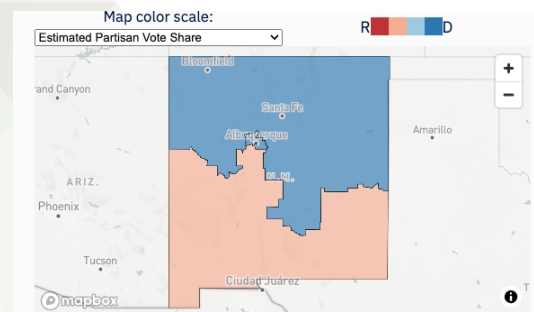 Map color scale:
Estimated Partisan Vote Share
R D
Bloomfield
rand Canyon
Santa Fe
+
−
Albuquerque
Amarillo
N. M.
ARIZ.
Phoenix
Tucson
Ciudad Juárez
T
mapbox
i